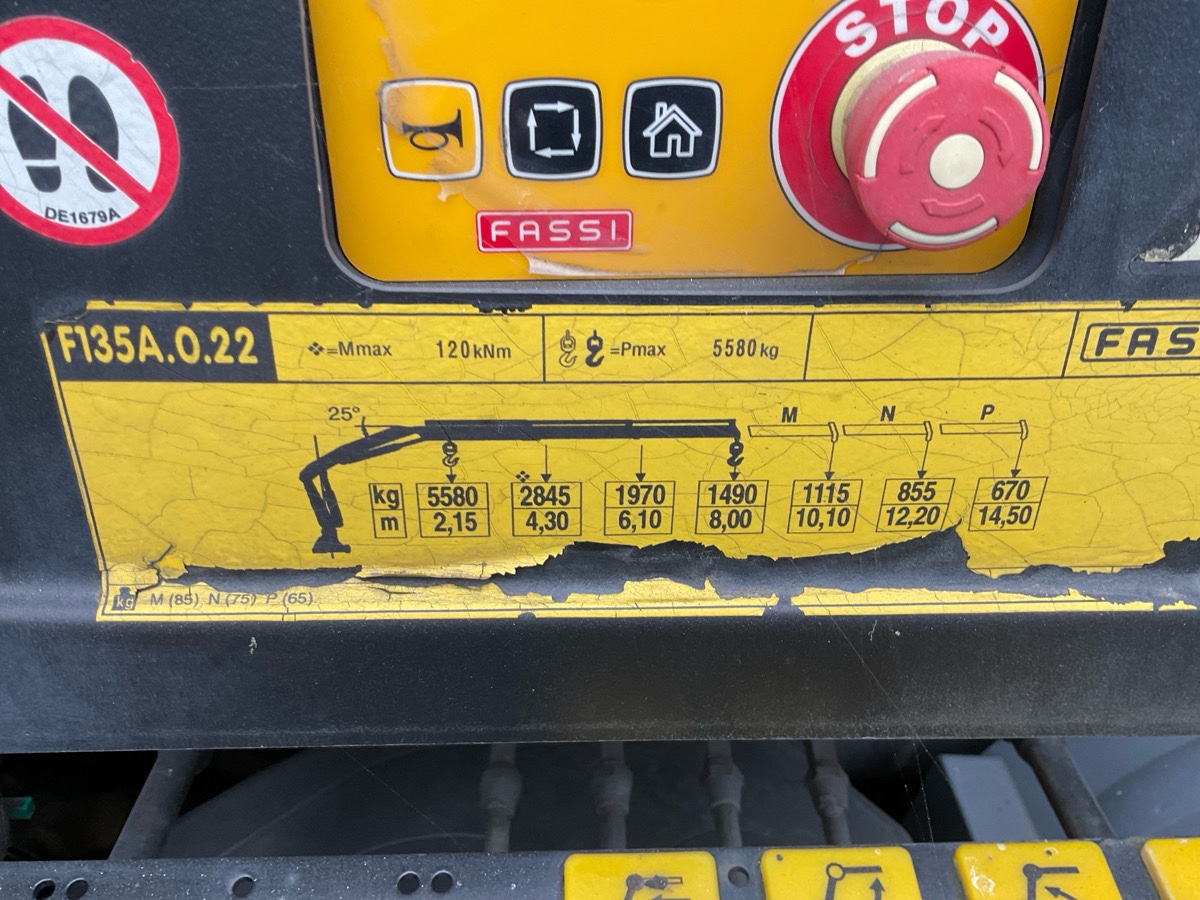 STOP
DE1679A
FASSI
F135A.0.22 ❖=Mmax 120kNm =Pmax 5580kg FAS
25° M N P
❖
kg 5580 2845 1970 1490 1115 855 670
m 2,15 4,30 6,10 8,00 10,10 12,20 14,50
kg M (85) N (75) P (65)